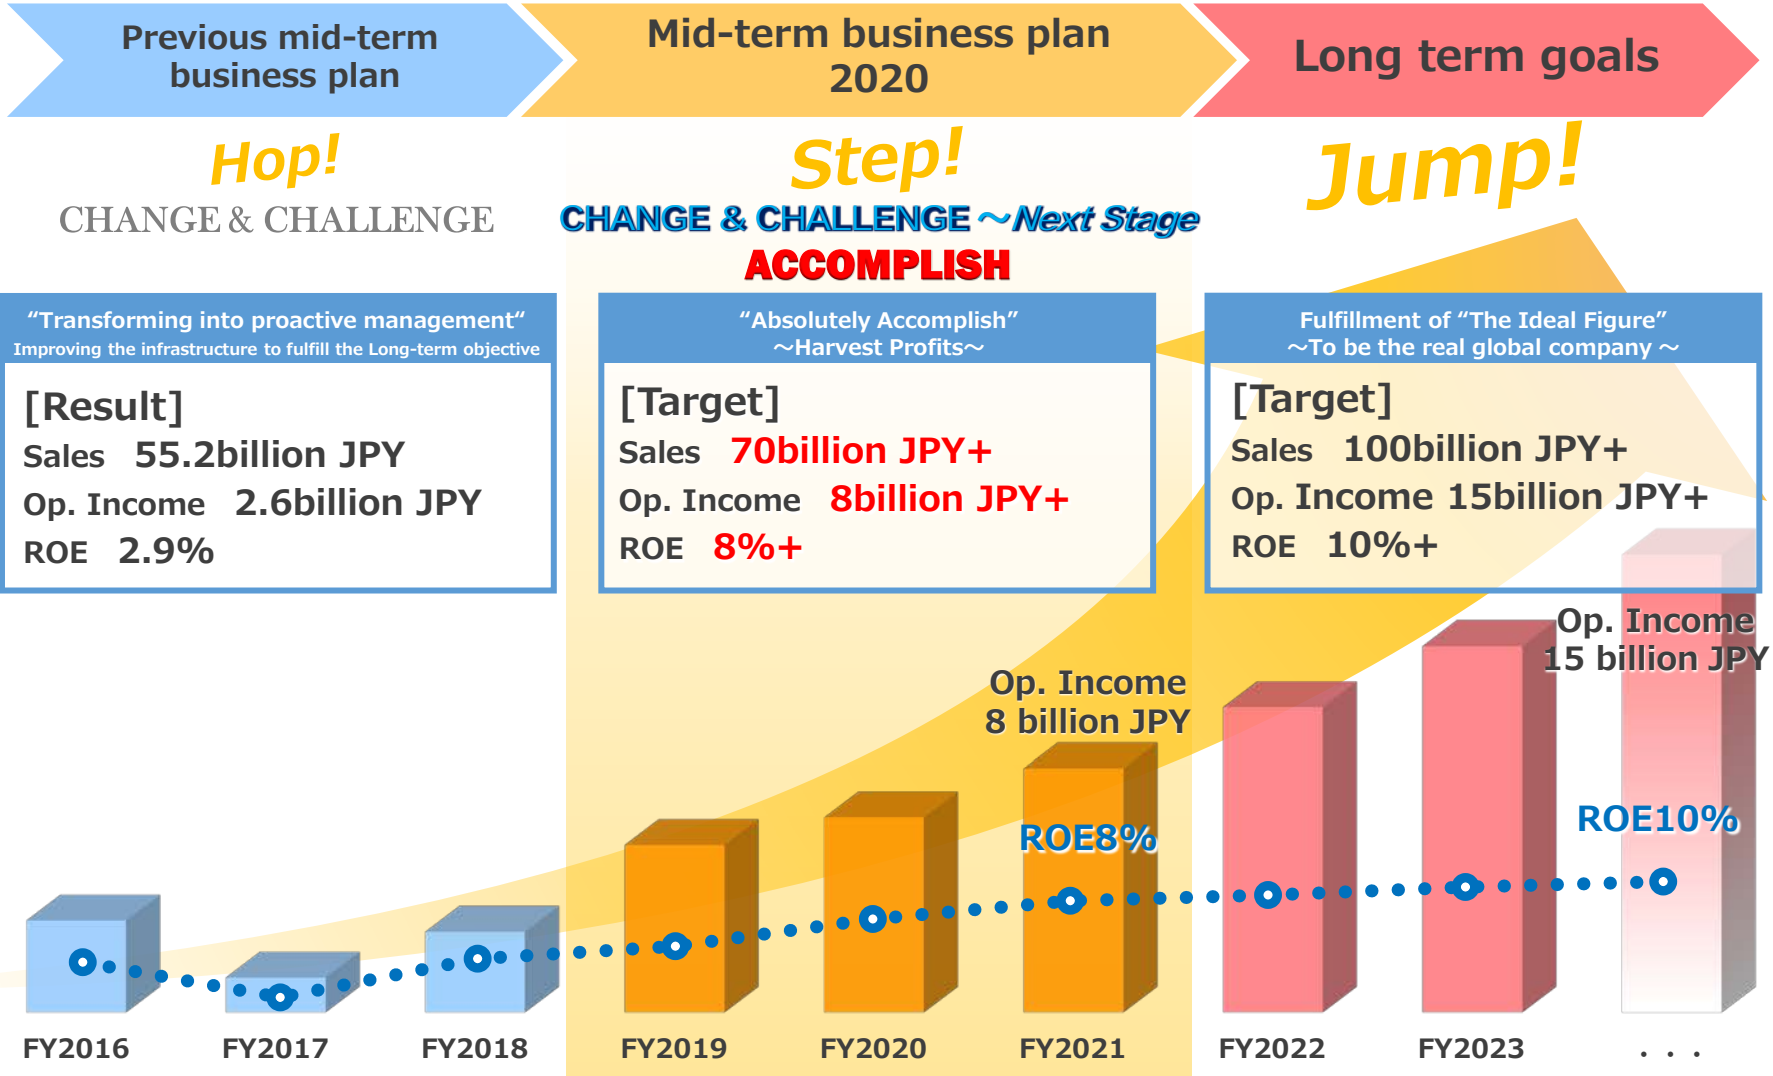 Previous mid-term
business plan
Mid-term business plan
2020
Long term goals
Hop!
CHANGE & CHALLENGE
Step!
CHANGE & CHALLENGE ～Next Stage
ACCOMPLISH
Jump!
“Transforming into proactive management“
Improving the infrastructure to fulfill the Long-term objective
[Result]
Sales 55.2billion JPY
Op. Income 2.6billion JPY
ROE 2.9%
“Absolutely Accomplish”
～Harvest Profits～
[Target]
Sales 70billion JPY+
Op. Income 8billion JPY+
ROE 8%+
Fulfillment of “The Ideal Figure”
～To be the real global company ～
[Target]
Sales 100billion JPY+
Op. Income 15billion JPY+
ROE 10%+
Op. Income
8 billion JPY
Op. Income
15 billion JPY
ROE8%
ROE10%
FY2016
FY2017
FY2018
FY2019
FY2020
FY2021
FY2022
FY2023
. . .